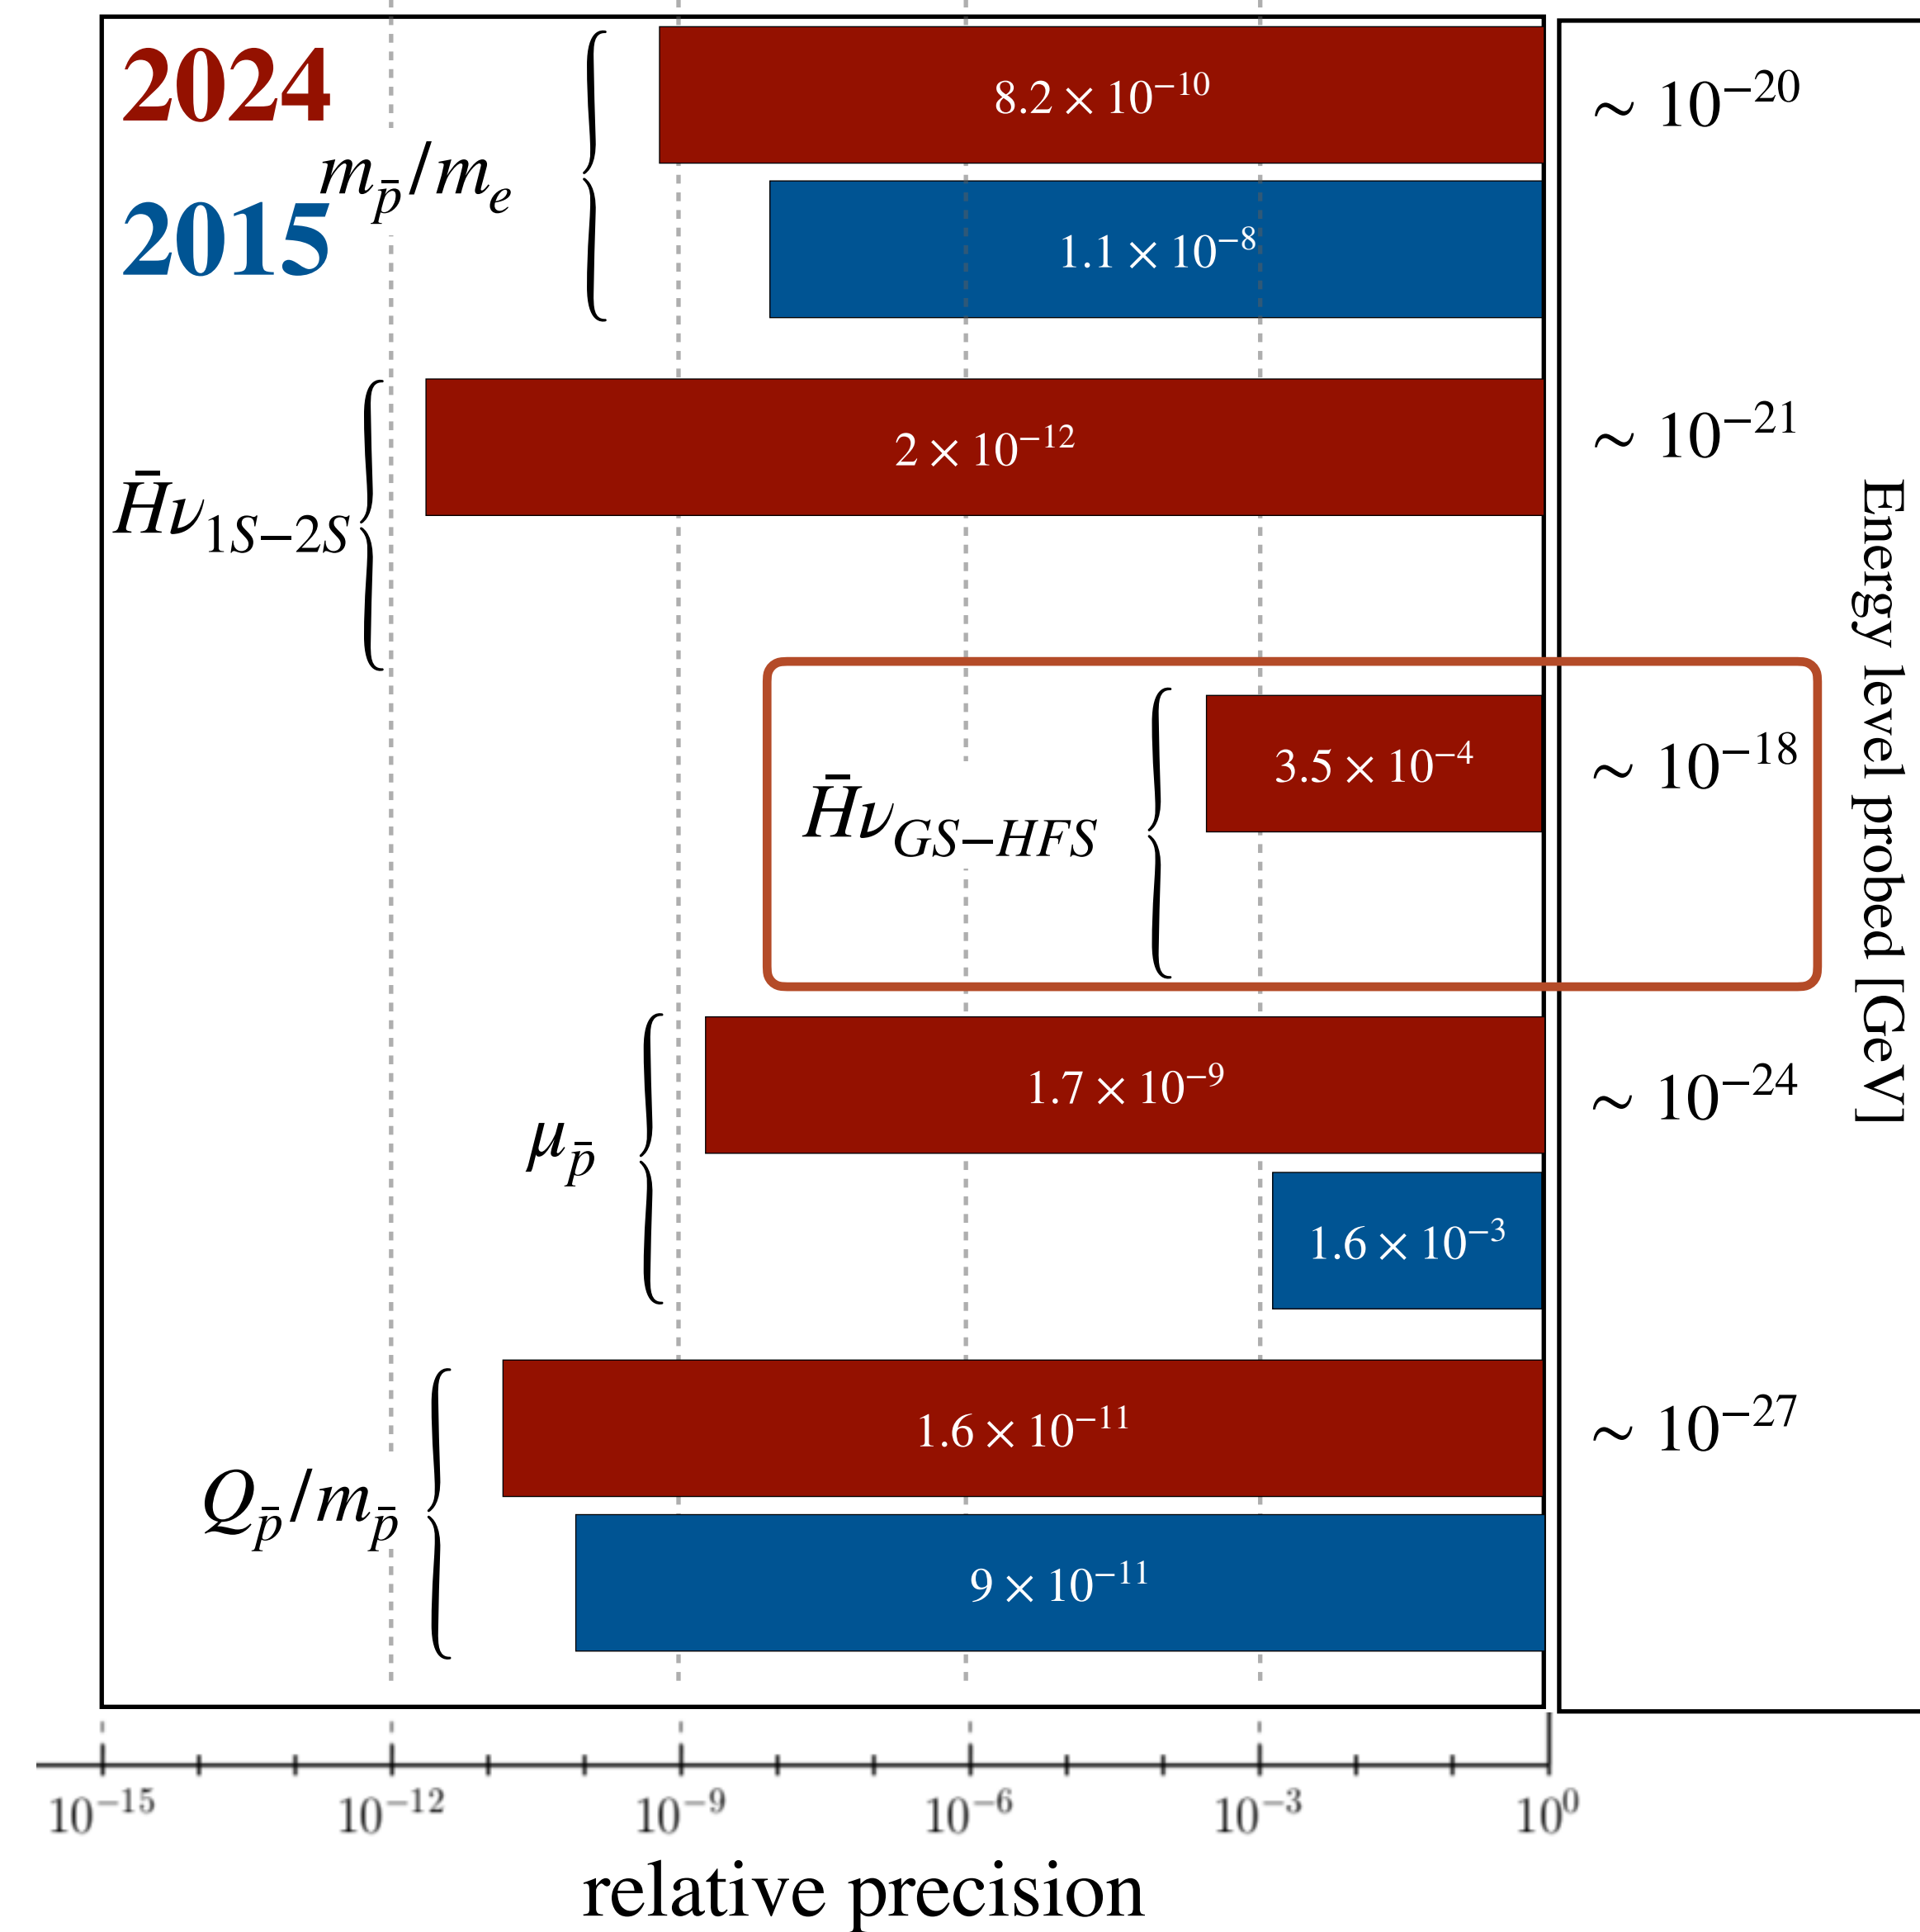 2024
8.2 × 10⁻¹⁰
~ 10⁻²⁰
m_p̄/m_e
2015
1.1 × 10⁻⁸
2 × 10⁻¹²
~ 10⁻²¹
H̄ν_1S–2S
3.5 × 10⁻⁴
~ 10⁻¹⁸
H̄ν_GS–HFS
1.7 × 10⁻⁹
~ 10⁻²⁴
μ_p̄
1.6 × 10⁻³
1.6 × 10⁻¹¹
~ 10⁻²⁷
Q_p̄/m_p̄
9 × 10⁻¹¹
Energy level probed [GeV]
10⁻¹⁵ 10⁻¹² 10⁻⁹ 10⁻⁶ 10⁻³ 10⁰
relative precision